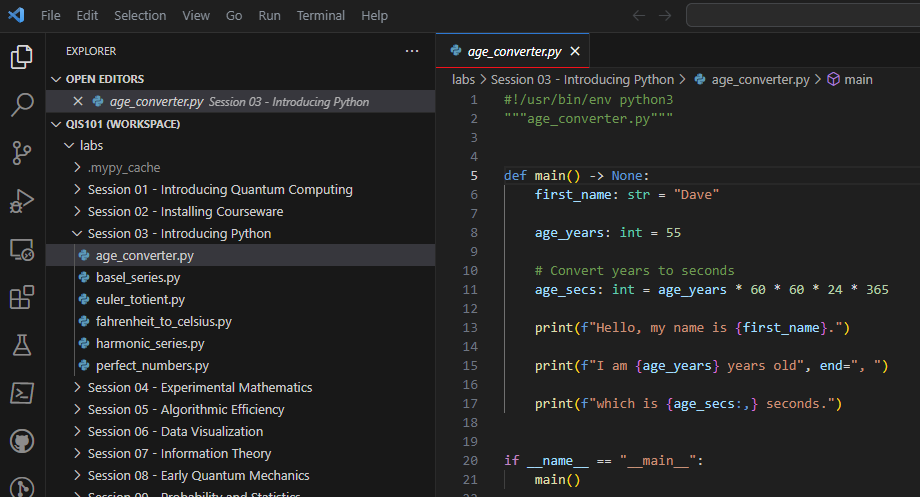 File Edit Selection View Go Run Terminal Help
EXPLORER ...
OPEN EDITORS
age_converter.py Session 03 - Introducing Python
QIS101 (WORKSPACE)
labs
.mypy_cache
Session 01 - Introducing Quantum Computing
Session 02 - Installing Courseware
Session 03 - Introducing Python
age_converter.py
basel_series.py
euler_totient.py
fahrenheit_to_celsius.py
harmonic_series.py
perfect_numbers.py
Session 04 - Experimental Mathematics
Session 05 - Algorithmic Efficiency
Session 06 - Data Visualization
Session 07 - Information Theory
Session 08 - Early Quantum Mechanics
Session 09 - Probability and Statistics
age_converter.py
labs > Session 03 - Introducing Python > age_converter.py > main
1 #!/usr/bin/env python3
2 """age_converter.py"""
3
4
5 def main() -> None:
6     first_name: str = "Dave"
7
8     age_years: int = 55
9
10     # Convert years to seconds
11     age_secs: int = age_years * 60 * 60 * 24 * 365
12
13     print(f"Hello, my name is {first_name}.")
14
15     print(f"I am {age_years} years old", end=", ")
16
17     print(f"which is {age_secs:,} seconds.")
18
19
20 if __name__ == "__main__":
21     main()
22